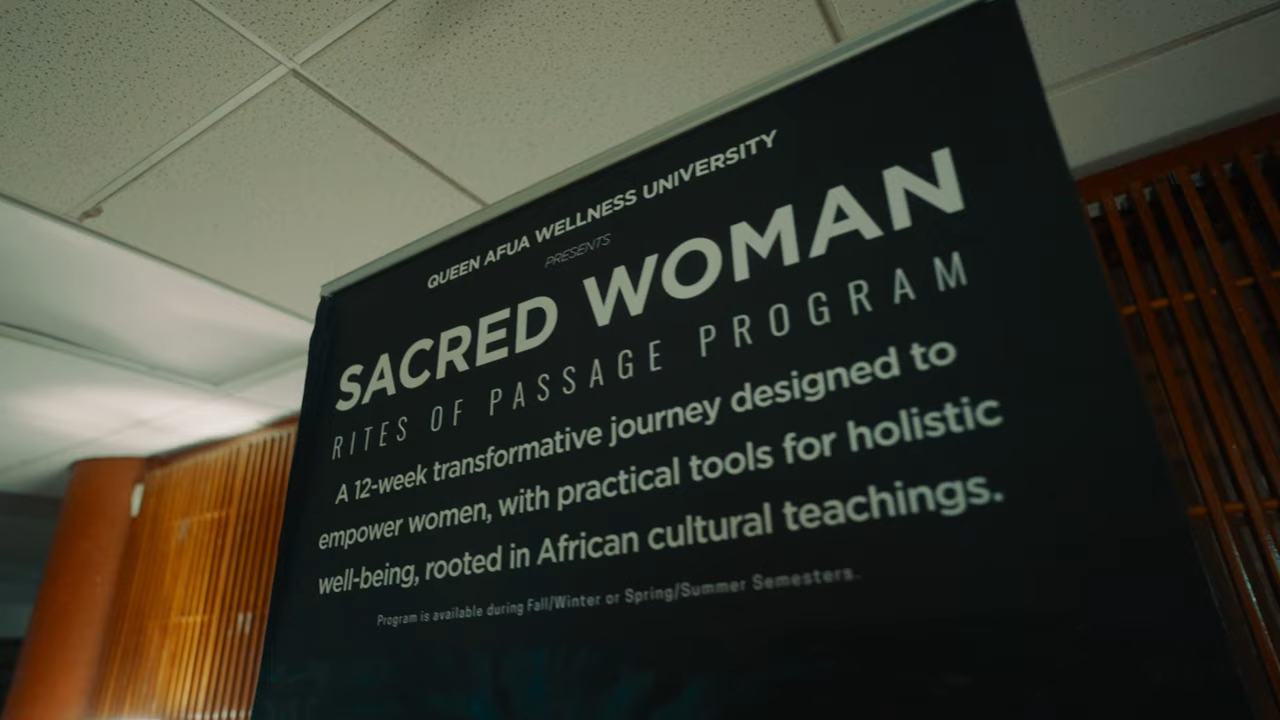 QUEEN AFUA WELLNESS UNIVERSITY
PRESENTS
SACRED WOMAN
RITES OF PASSAGE PROGRAM
A 12-week transformative journey designed to
empower women, with practical tools for holistic
well-being, rooted in African cultural teachings.
Program is available during Fall/Winter or Spring/Summer Semesters.